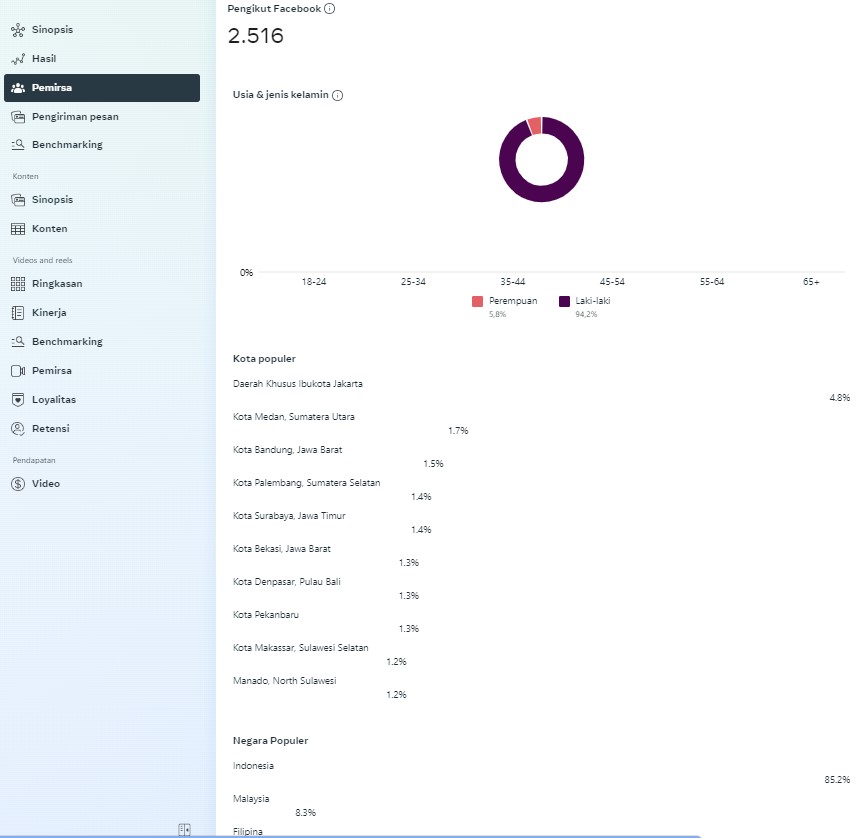 Sinopsis
Hasil
Pemirsa
Pengiriman pesan
Benchmarking
Konten
Sinopsis
Konten
Videos and reels
Ringkasan
Kinerja
Benchmarking
Pemirsa
Loyalitas
Retensi
Pendapatan
Video
Pengikut Facebook
2.516
Usia & jenis kelamin
0%
18-24 25-34 35-44 45-54 55-64 65+
Perempuan Laki-laki
5,8% 94,2%
Kota populer
Daerah Khusus Ibukota Jakarta
4.8%
Kota Medan, Sumatera Utara
1.7%
Kota Bandung, Jawa Barat
1.5%
Kota Palembang, Sumatera Selatan
1.4%
Kota Surabaya, Jawa Timur
1.4%
Kota Bekasi, Jawa Barat
1.3%
Kota Denpasar, Pulau Bali
1.3%
Kota Pekanbaru
1.3%
Kota Makassar, Sulawesi Selatan
1.2%
Manado, North Sulawesi
1.2%
Negara Populer
Indonesia
85.2%
Malaysia
8.3%
Filipina